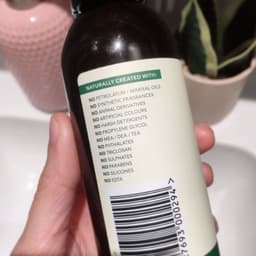 NATURALLY CREATED WITH:
NO PETROLATUM / MINERAL OILS
NO SYNTHETIC FRAGRANCES
NO ANIMAL DERIVATIVES
NO ARTIFICIAL COLOURS
NO HARSH DETERGENTS
NO PROPYLENE GLYCOL
NO MEA / DEA / TEA
NO PHTHALATES
NO TRICLOSAN
NO SULPHATES
NO PARABENS
NO SILICONES
NO EDTA